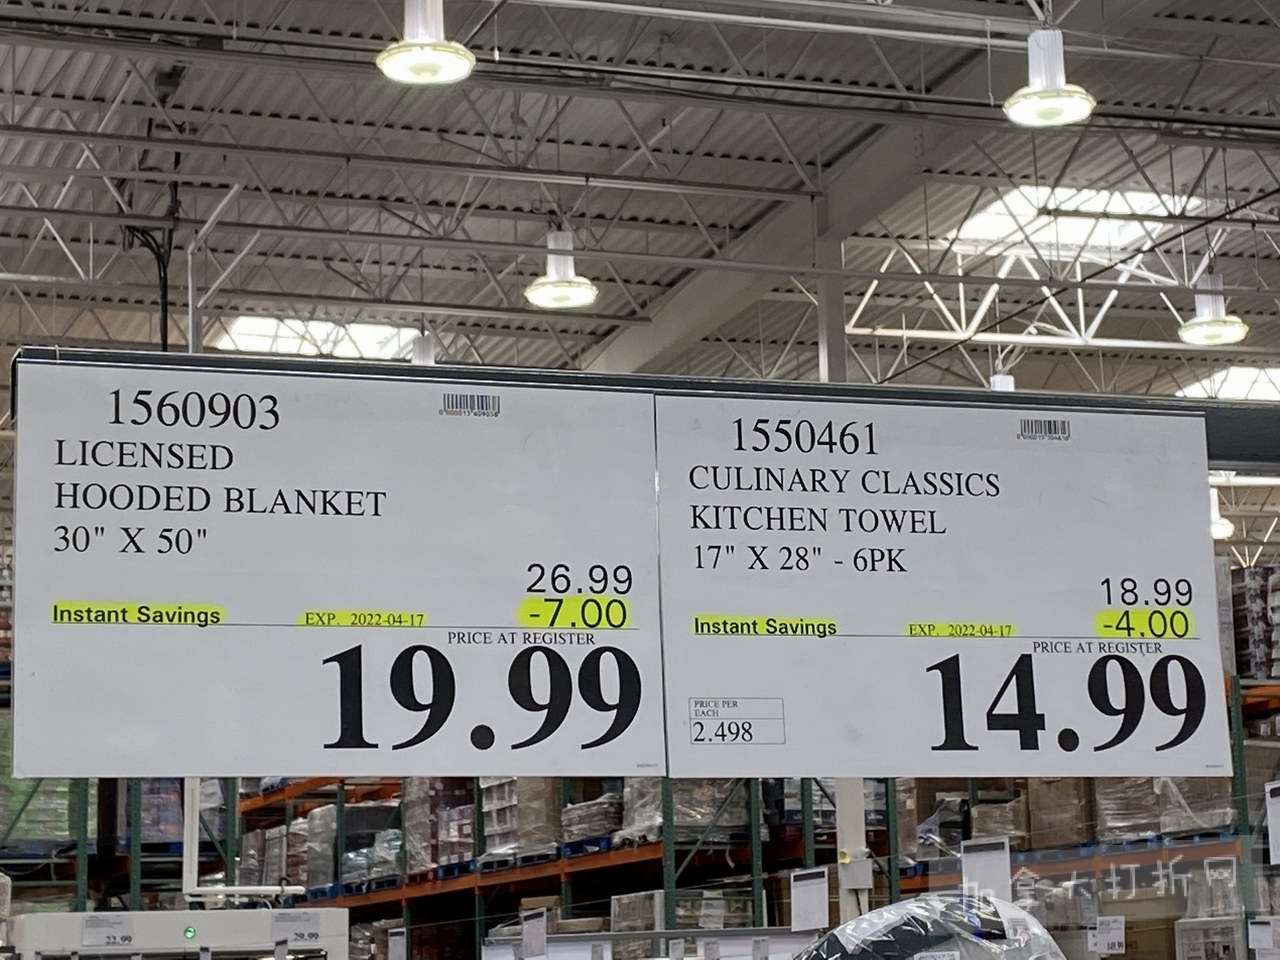 1560903
LICENSED
HOODED BLANKET
30" X 50"
26.99
Instant Savings EXP. 2022-04-17 -7.00
PRICE AT REGISTER
19.99
1550461
CULINARY CLASSICS
KITCHEN TOWEL
17" X 28" - 6PK
18.99
Instant Savings EXP. 2022-04-17 -4.00
PRICE AT REGISTER
PRICE PER
EACH
2.498
14.99
加拿大打折网